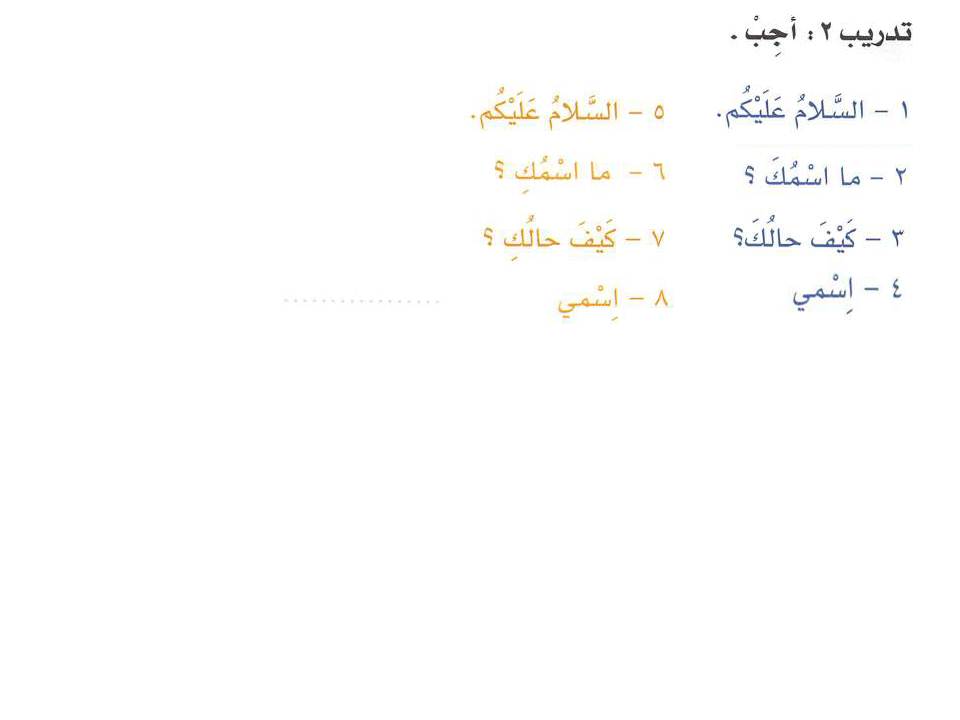 تدريب ٢ : أجِبْ .
١ - السَّلامُ عَلَيْكُم.
٢ - ما اسْمُكَ ؟
٣ - كَيْفَ حالُكَ؟
٤ - اِسْمي
٥ - السَّلامُ عَلَيْكُم.
٦ - ما اسْمُكِ ؟
٧ - كَيْفَ حالُكِ ؟
٨ - اِسْمي .................